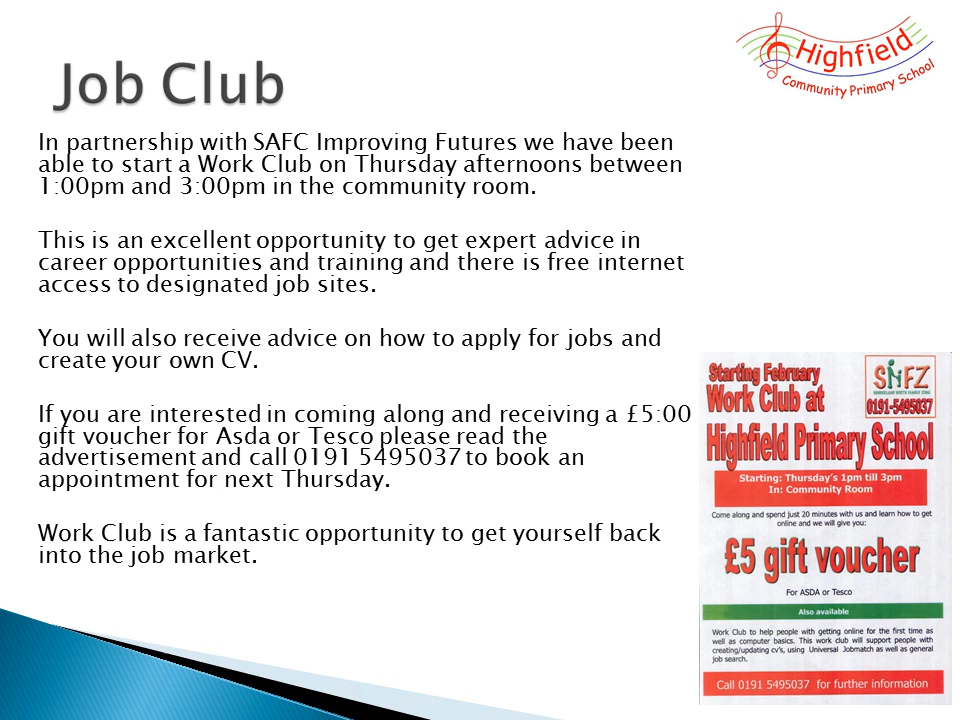 Highfield
Community Primary School
Job Club
In partnership with SAFC Improving Futures we have been
able to start a Work Club on Thursday afternoons between
1:00pm and 3:00pm in the community room.
This is an excellent opportunity to get expert advice in
career opportunities and training and there is free internet
access to designated job sites.
You will also receive advice on how to apply for jobs and
create your own CV.
If you are interested in coming along and receiving a £5:00
gift voucher for Asda or Tesco please read the
advertisement and call 0191 5495037 to book an
appointment for next Thursday.
Work Club is a fantastic opportunity to get yourself back
into the job market.
Starting February
Work Club at
SNFZ
SUNDERLAND NORTH FAMILY ZONE
0191-5495037
Highfield Primary School
Starting: Thursday's 1pm till 3pm
In: Community Room
Come along and spend just 20 minutes with us and learn how to get
online and we will give you:
£5 gift voucher
For ASDA or Tesco
Also available
Work Club to help people with getting online for the first time as
well as computer basics. This work club will support people with
creating/updating cv's, using Universal Jobmatch as well as general
job search.
Call 0191 5495037 for further information